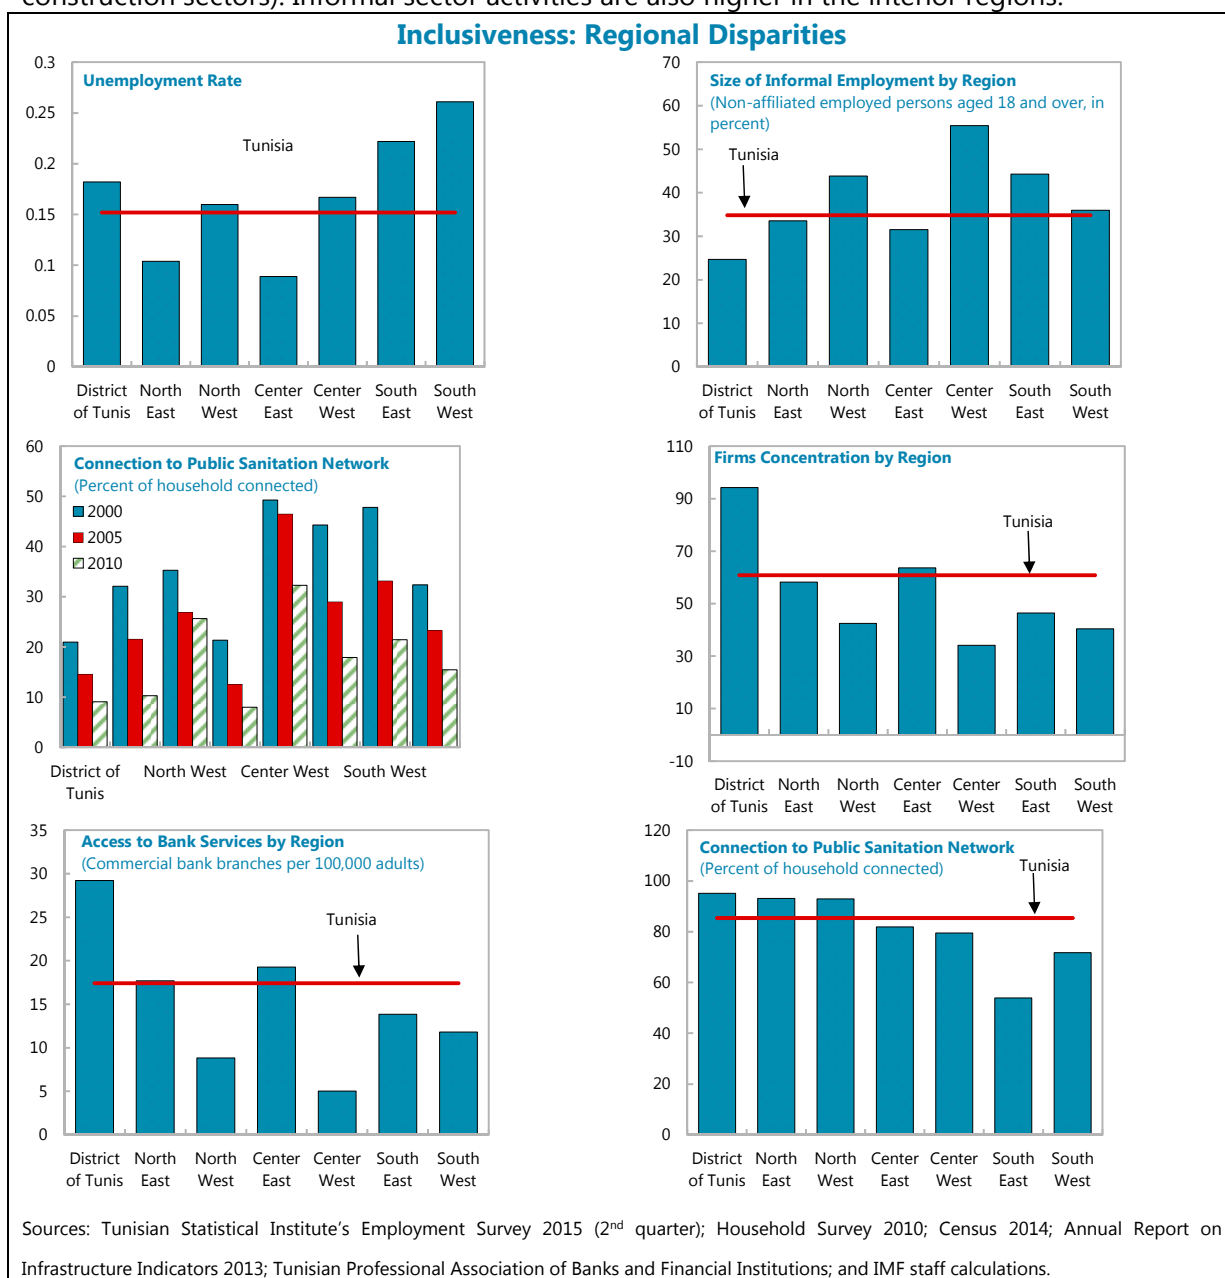 construction sectors). Informal sector activities are also higher in the interior regions.
Inclusiveness: Regional Disparities
Unemployment Rate
Tunisia
0.3
0.25
0.2
0.15
0.1
0.05
0
District of Tunis
North East
North West
Center East
Center West
South East
South West
Size of Informal Employment by Region
(Non-affiliated employed persons aged 18 and over, in
percent)
Tunisia
70
60
50
40
30
20
10
0
District of Tunis
North East
North West
Center East
Center West
South East
South West
Connection to Public Sanitation Network
(Percent of household connected)
2000
2005
2010
60
50
40
30
20
10
0
District of Tunis
North West
Center West
South West
Firms Concentration by Region
Tunisia
110
90
70
50
30
10
-10
District of Tunis
North East
North West
Center East
Center West
South East
South West
Access to Bank Services by Region
(Commercial bank branches per 100,000 adults)
Tunisia
35
30
25
20
15
10
5
0
District of Tunis
North East
North West
Center East
Center West
South East
South West
Connection to Public Sanitation Network
(Percent of household connected)
Tunisia
120
100
80
60
40
20
0
District of Tunis
North East
North West
Center East
Center West
South East
South West
Sources: Tunisian Statistical Institute's Employment Survey 2015 (2nd quarter); Household Survey 2010; Census 2014; Annual Report on
Infrastructure Indicators 2013; Tunisian Professional Association of Banks and Financial Institutions; and IMF staff calculations.